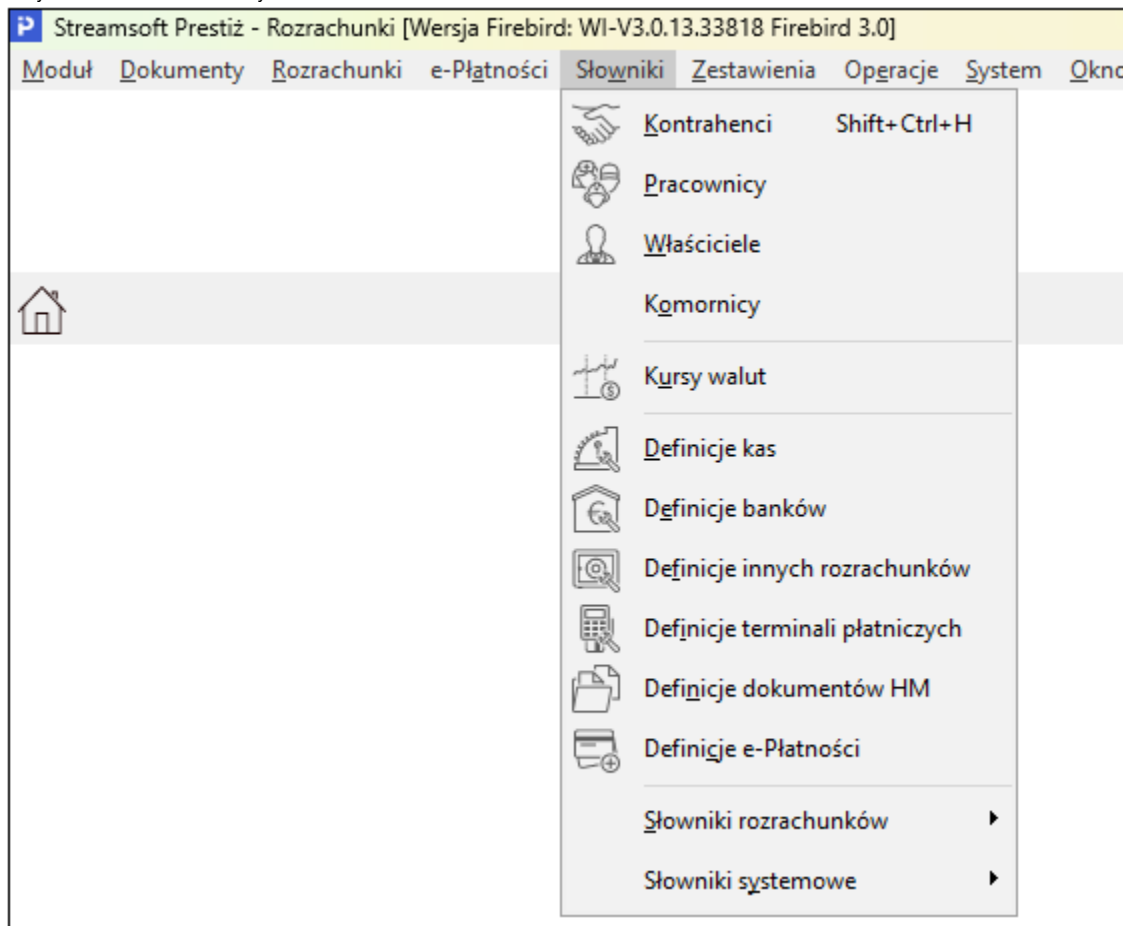 Streamsoft Prestiż - Rozrachunki [Wersja Firebird: WI-V3.0.13.33818 Firebird 3.0]
Moduł Dokumenty Rozrachunki e-Płatności Słowniki Zestawienia Operacje System Okno
Kontrahenci Shift+Ctrl+H
Pracownicy
Właściciele
Komornicy
Kursy walut
Definicje kas
Definicje banków
Definicje innych rozrachunków
Definicje terminali płatniczych
Definicje dokumentów HM
Definicje e-Płatności
Słowniki rozrachunków
Słowniki systemowe